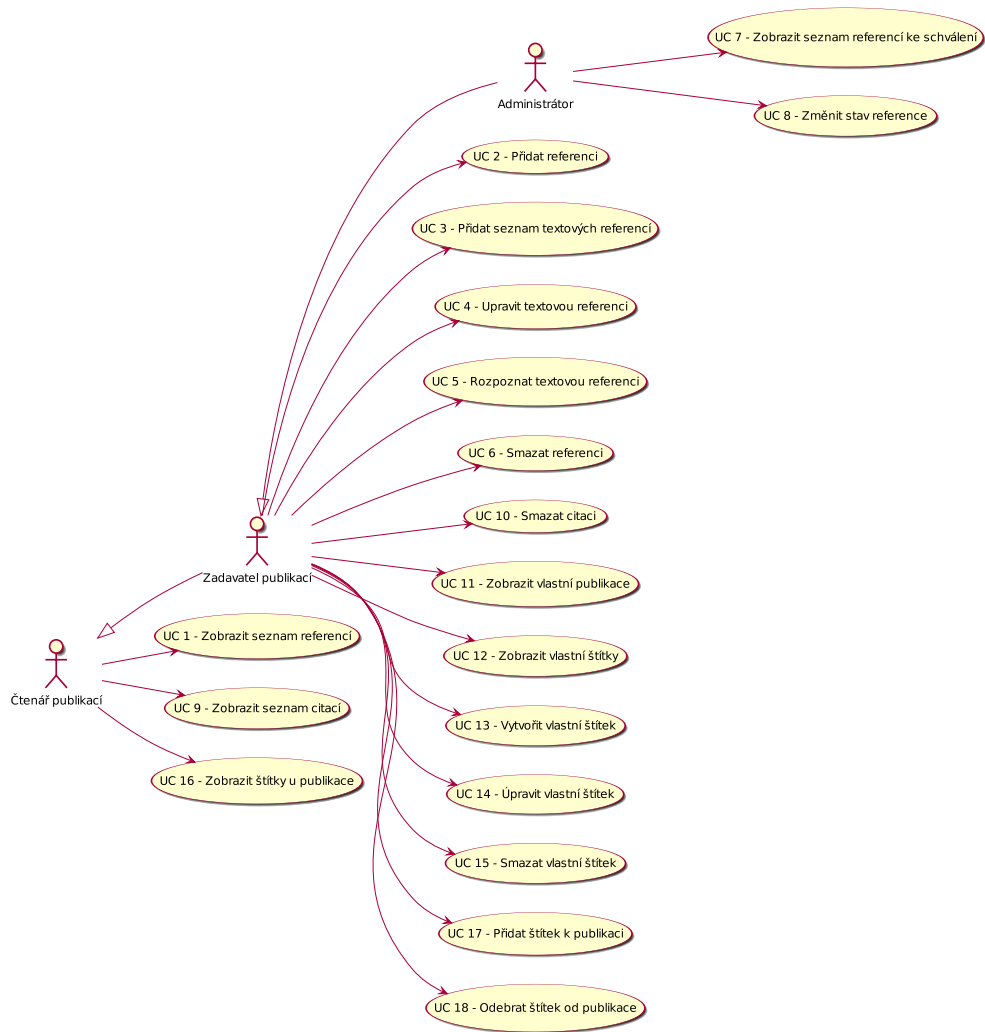 UC 7 - Zobrazit seznam referencí ke schválení
Administrátor
UC 8 - Změnit stav reference
UC 2 - Přidat referenci
UC 3 - Přidat seznam textových referencí
UC 4 - Upravit textovou referenci
UC 5 - Rozpoznat textovou referenci
UC 6 - Smazat referenci
UC 10 - Smazat citaci
Zadavatel publikací
UC 11 - Zobrazit vlastní publikace
UC 1 - Zobrazit seznam referencí
UC 12 - Zobrazit vlastní štítky
Čtenář publikací
UC 9 - Zobrazit seznam citací
UC 13 - Vytvořit vlastní štítek
UC 16 - Zobrazit štítky u publikace
UC 14 - Úpravit vlastní štítek
UC 15 - Smazat vlastní štítek
UC 17 - Přidat štítek k publikaci
UC 18 - Odebrat štítek od publikace